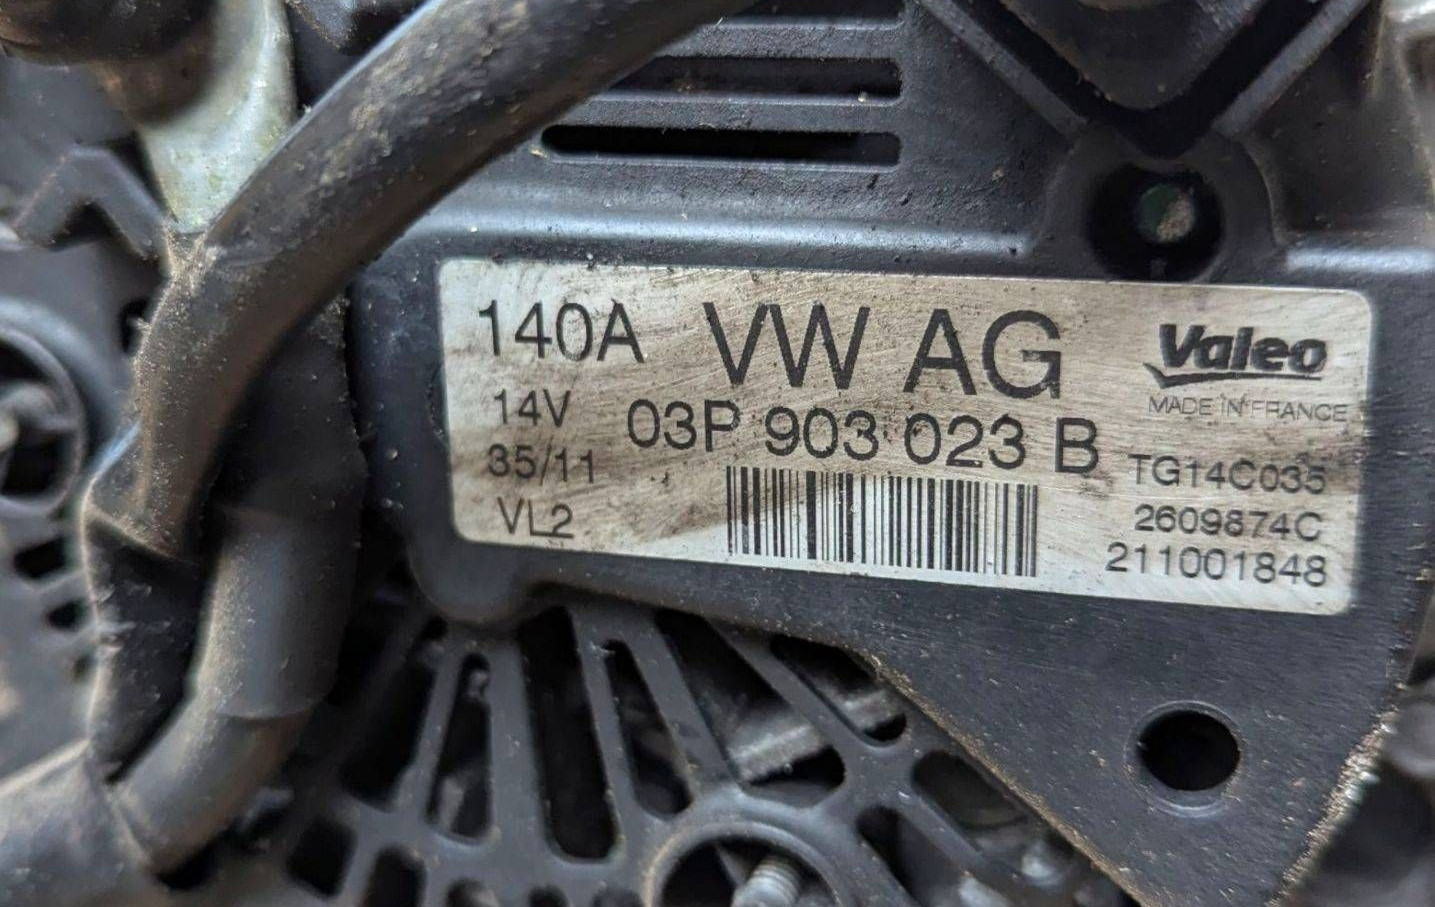 140A VW AG Valeo
MADE IN FRANCE
14V 03P 903 023 B
35/11 TG14C035
VL2 2609874C
211001848